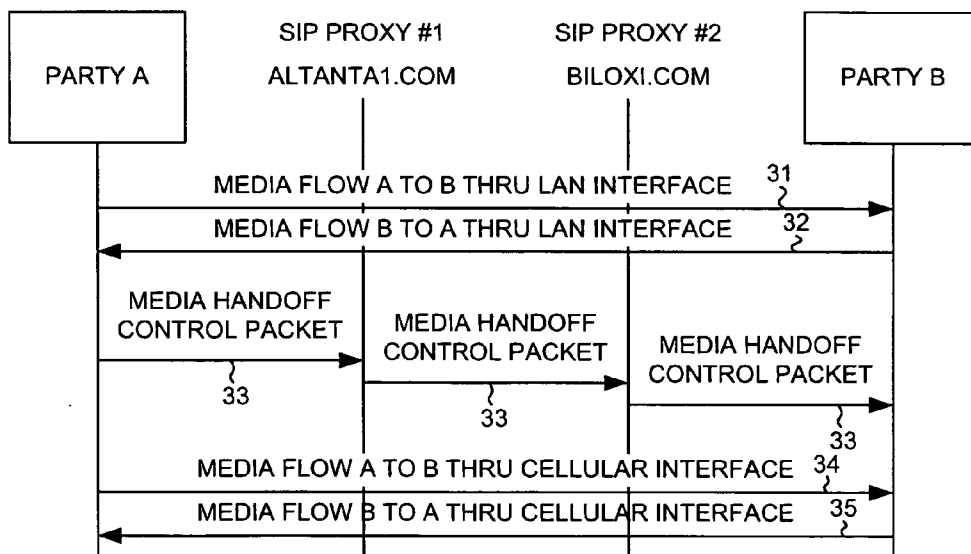 PARTY A
SIP PROXY #1
ALTANTA1.COM
SIP PROXY #2
BILOXI.COM
PARTY B
MEDIA FLOW A TO B THRU LAN INTERFACE
31
MEDIA FLOW B TO A THRU LAN INTERFACE
32
MEDIA HANDOFF
CONTROL PACKET
33
MEDIA HANDOFF
CONTROL PACKET
33
MEDIA HANDOFF
CONTROL PACKET
33
MEDIA FLOW A TO B THRU CELLULAR INTERFACE
34
MEDIA FLOW B TO A THRU CELLULAR INTERFACE
35